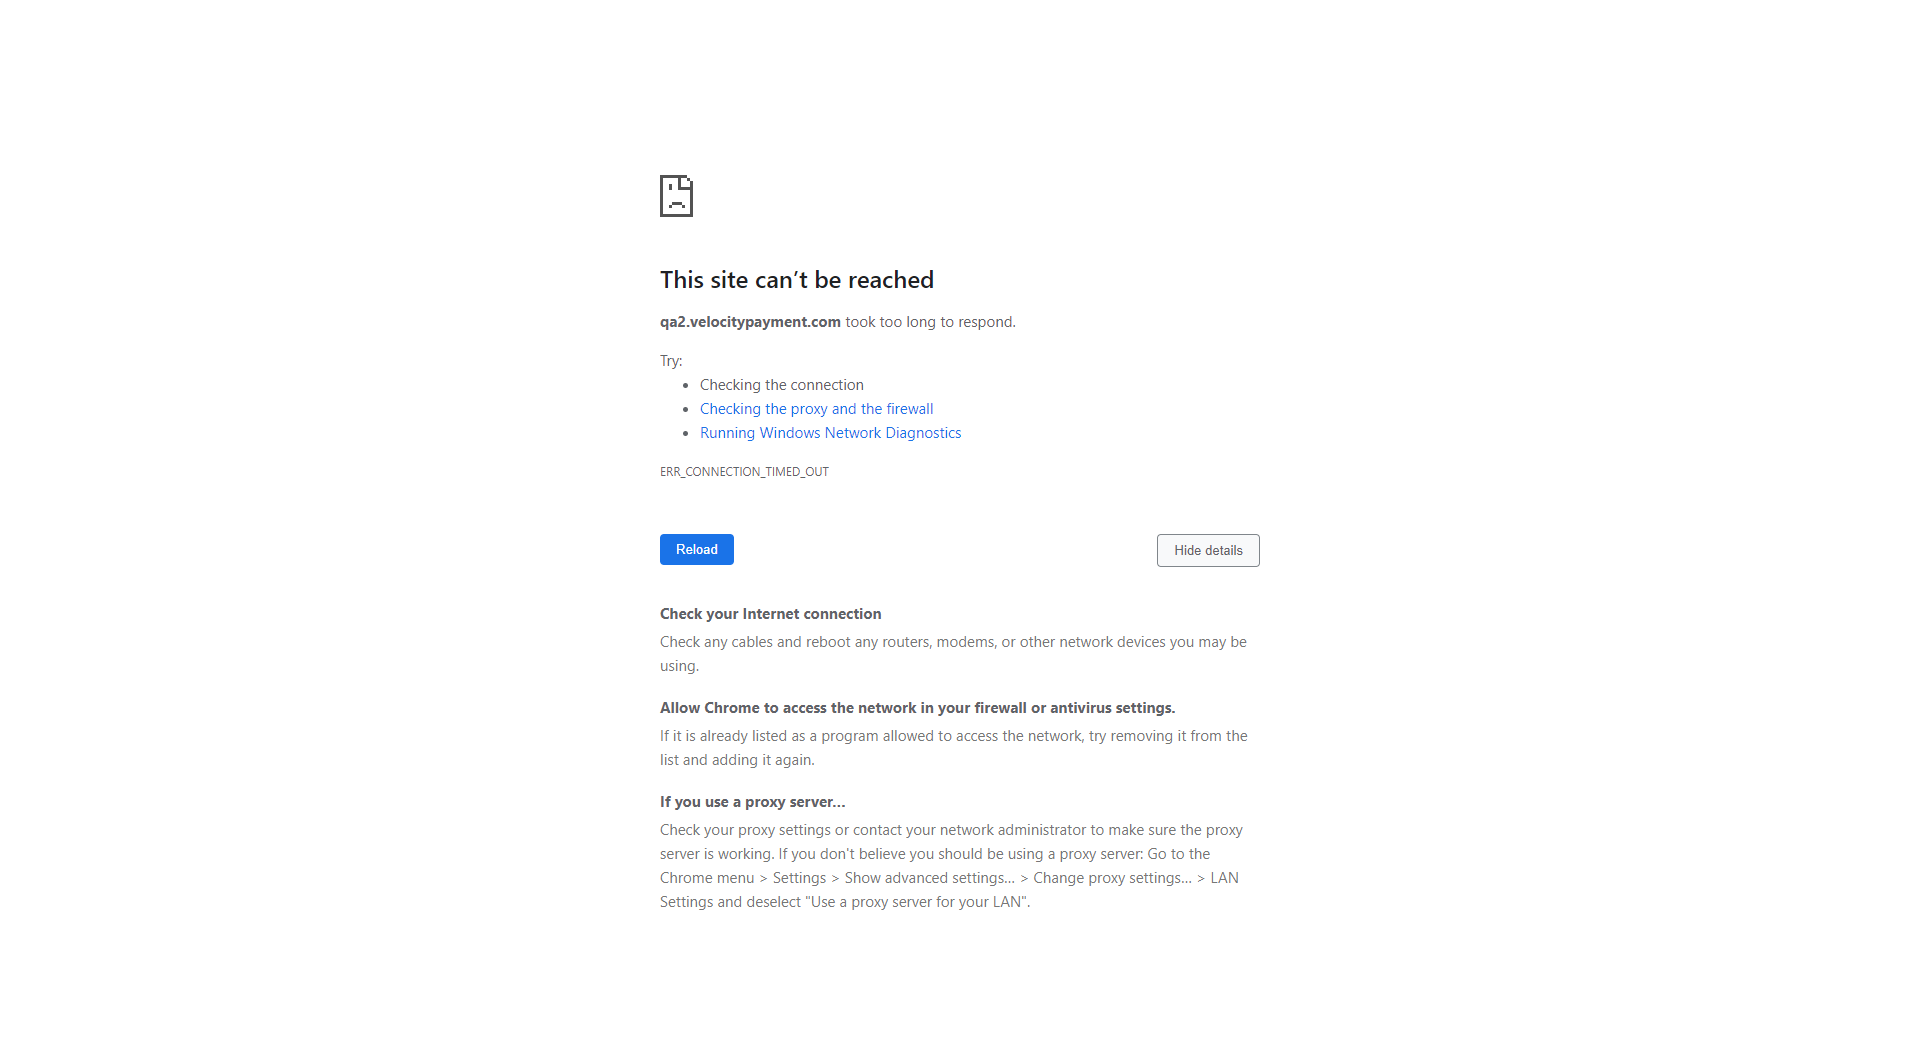 This site can’t be reached
qa2.velocitypayment.com took too long to respond.
Try:
Checking the connection
Checking the proxy and the firewall
Running Windows Network Diagnostics
ERR_CONNECTION_TIMED_OUT
Reload
Hide details
Check your Internet connection
Check any cables and reboot any routers, modems, or other network devices you may be
using.
Allow Chrome to access the network in your firewall or antivirus settings.
If it is already listed as a program allowed to access the network, try removing it from the
list and adding it again.
If you use a proxy server…
Check your proxy settings or contact your network administrator to make sure the proxy
server is working. If you don't believe you should be using a proxy server: Go to the
Chrome menu > Settings > Show advanced settings… > Change proxy settings… > LAN
Settings and deselect "Use a proxy server for your LAN".